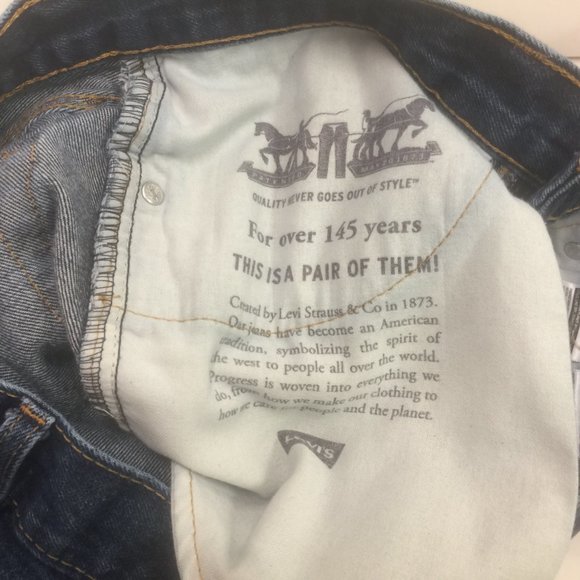 QUALITY NEVER GOES OUT OF STYLE™
For over 145 years
THIS IS A PAIR OF THEM!
Created by Levi Strauss & Co in 1873.
Our jeans have become an American
tradition, symbolizing the spirit of
the west to people all over the world.
Progress is woven into everything we
do, from how we make our clothing to
how we care for people and the planet.
LEVI'S